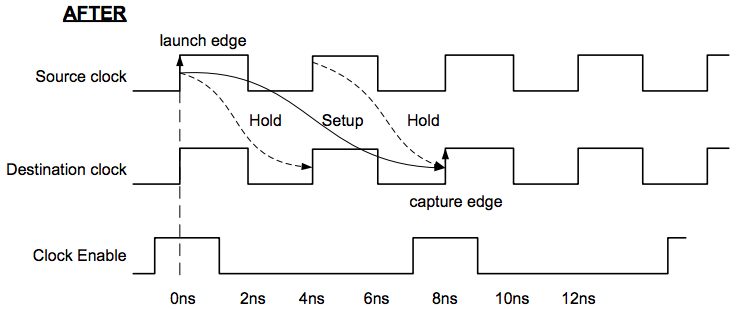 AFTER
launch edge
Source clock
Hold
Setup
Hold
Destination clock
capture edge
Clock Enable
0ns 2ns 4ns 6ns 8ns 10ns 12ns